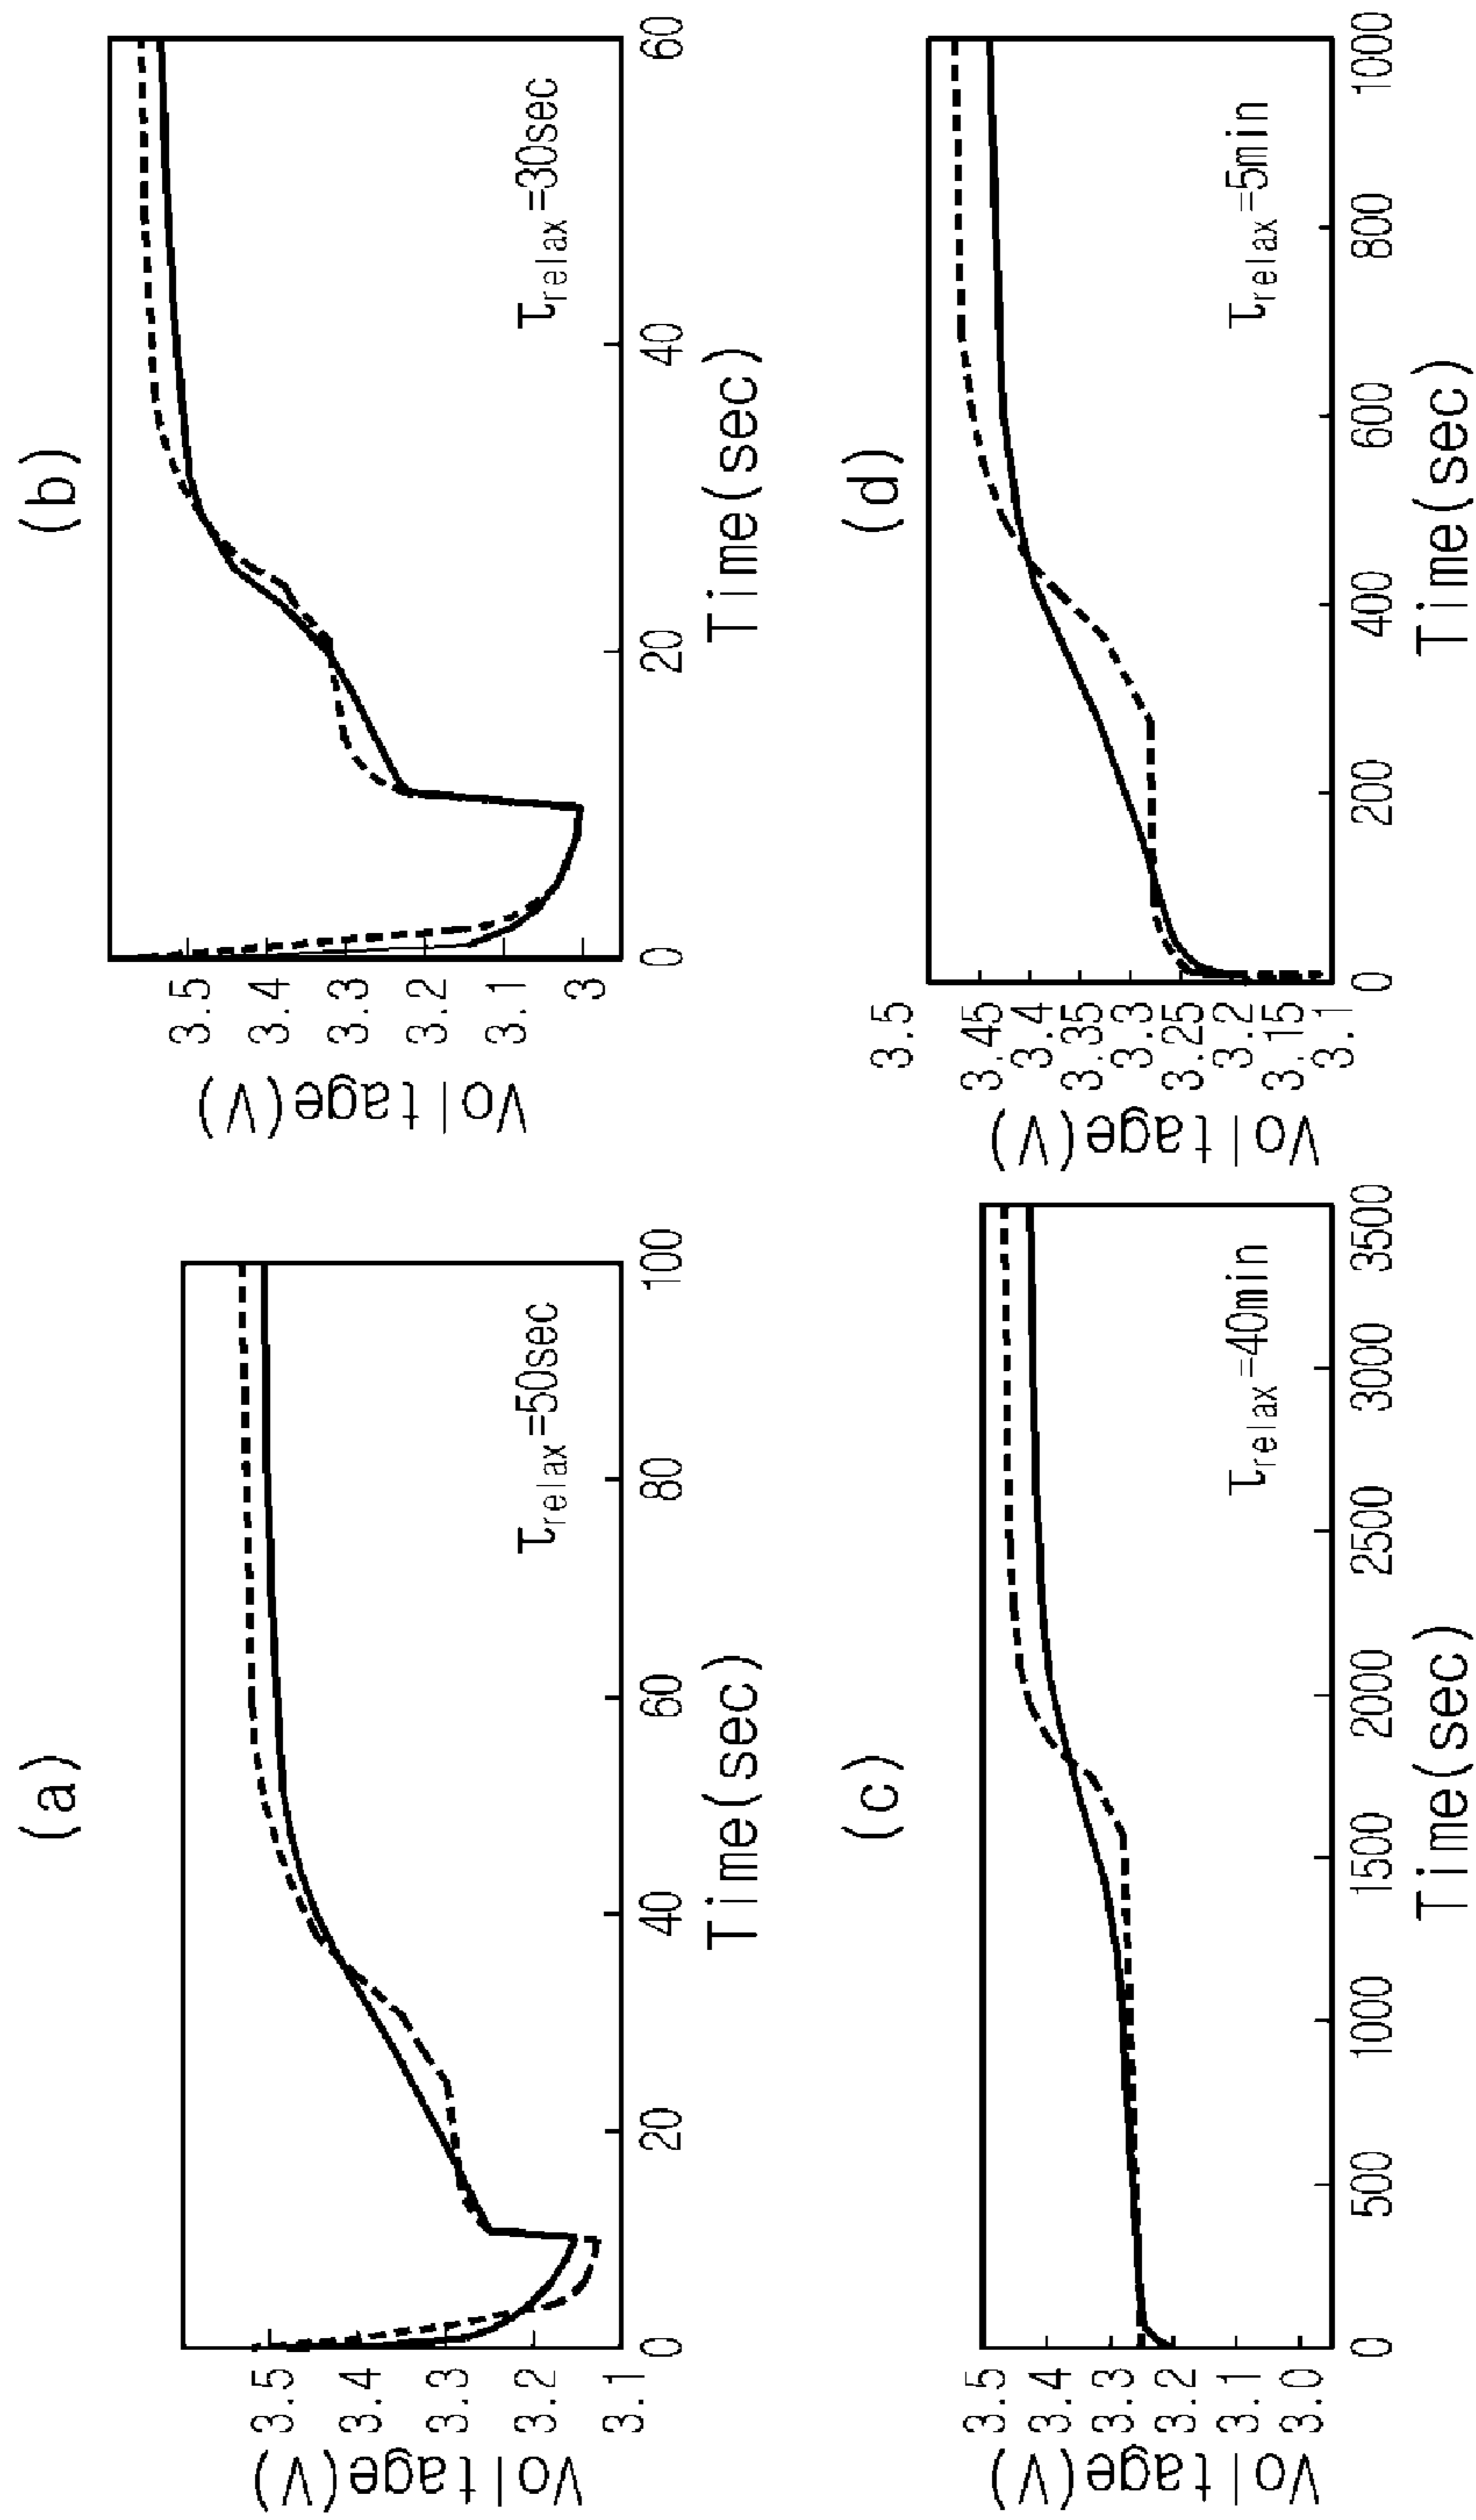 (a)
Voltage(V)
3.5
3.4
3.3
3.2
3.1
τrelax=50sec
0 20 40 60 80 100
Time(sec)
(b)
Voltage(V)
3.5
3.4
3.3
3.2
3.1
3
τrelax=30sec
0 20 40 60
Time(sec)
(c)
Voltage(V)
3.5
3.4
3.3
3.2
3.1
3.0
τrelax=40min
0 500 1000 1500 2000 2500 3000 3500
Time(sec)
(d)
Voltage(V)
3.5
3.45
3.4
3.35
3.3
3.25
3.2
3.15
3.1
τrelax=5min
0 200 400 600 800 1000
Time(sec)